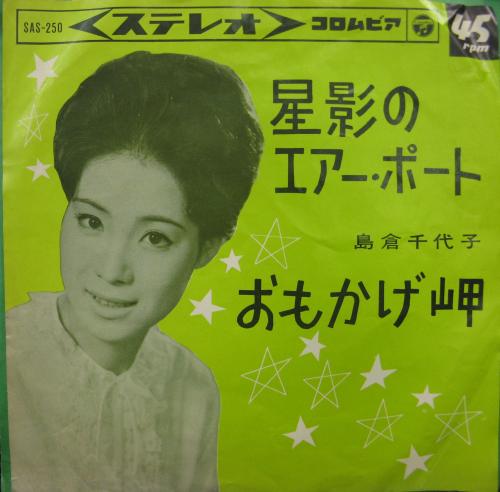 SAS-250
ステレオ コロムビア
45
rpm
星影の
エアー・ポート
島倉千代子
おもかげ岬